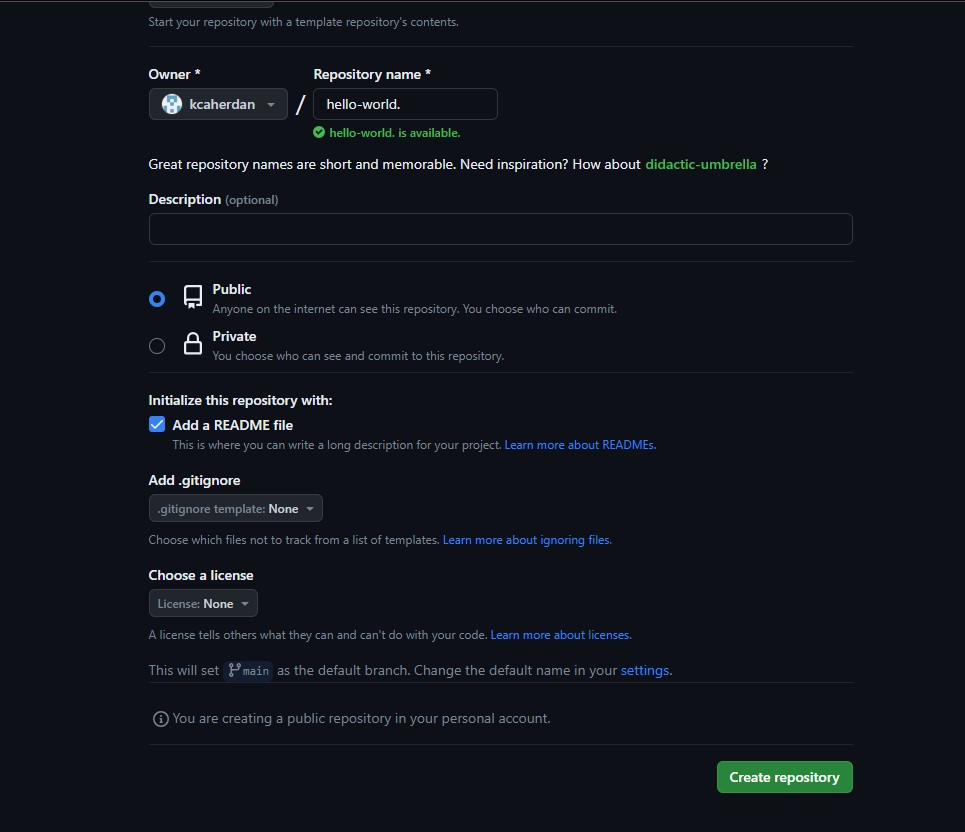 Start your repository with a template repository's contents.
Owner * Repository name *
kcaherdan / hello-world.
hello-world. is available.
Great repository names are short and memorable. Need inspiration? How about didactic-umbrella ?
Description (optional)
Public
Anyone on the internet can see this repository. You choose who can commit.
Private
You choose who can see and commit to this repository.
Initialize this repository with:
Add a README file
This is where you can write a long description for your project. Learn more about READMEs.
Add .gitignore
.gitignore template: None
Choose which files not to track from a list of templates. Learn more about ignoring files.
Choose a license
License: None
A license tells others what they can and can't do with your code. Learn more about licenses.
This will set main as the default branch. Change the default name in your settings.
You are creating a public repository in your personal account.
Create repository